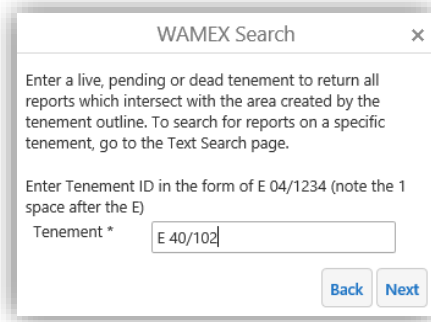 WAMEX Search ×
Enter a live, pending or dead tenement to return all
reports which intersect with the area created by the
tenement outline. To search for reports on a specific
tenement, go to the Text Search page.
Enter Tenement ID in the form of E 04/1234 (note the 1
space after the E)
Tenement * E 40/102
Back Next